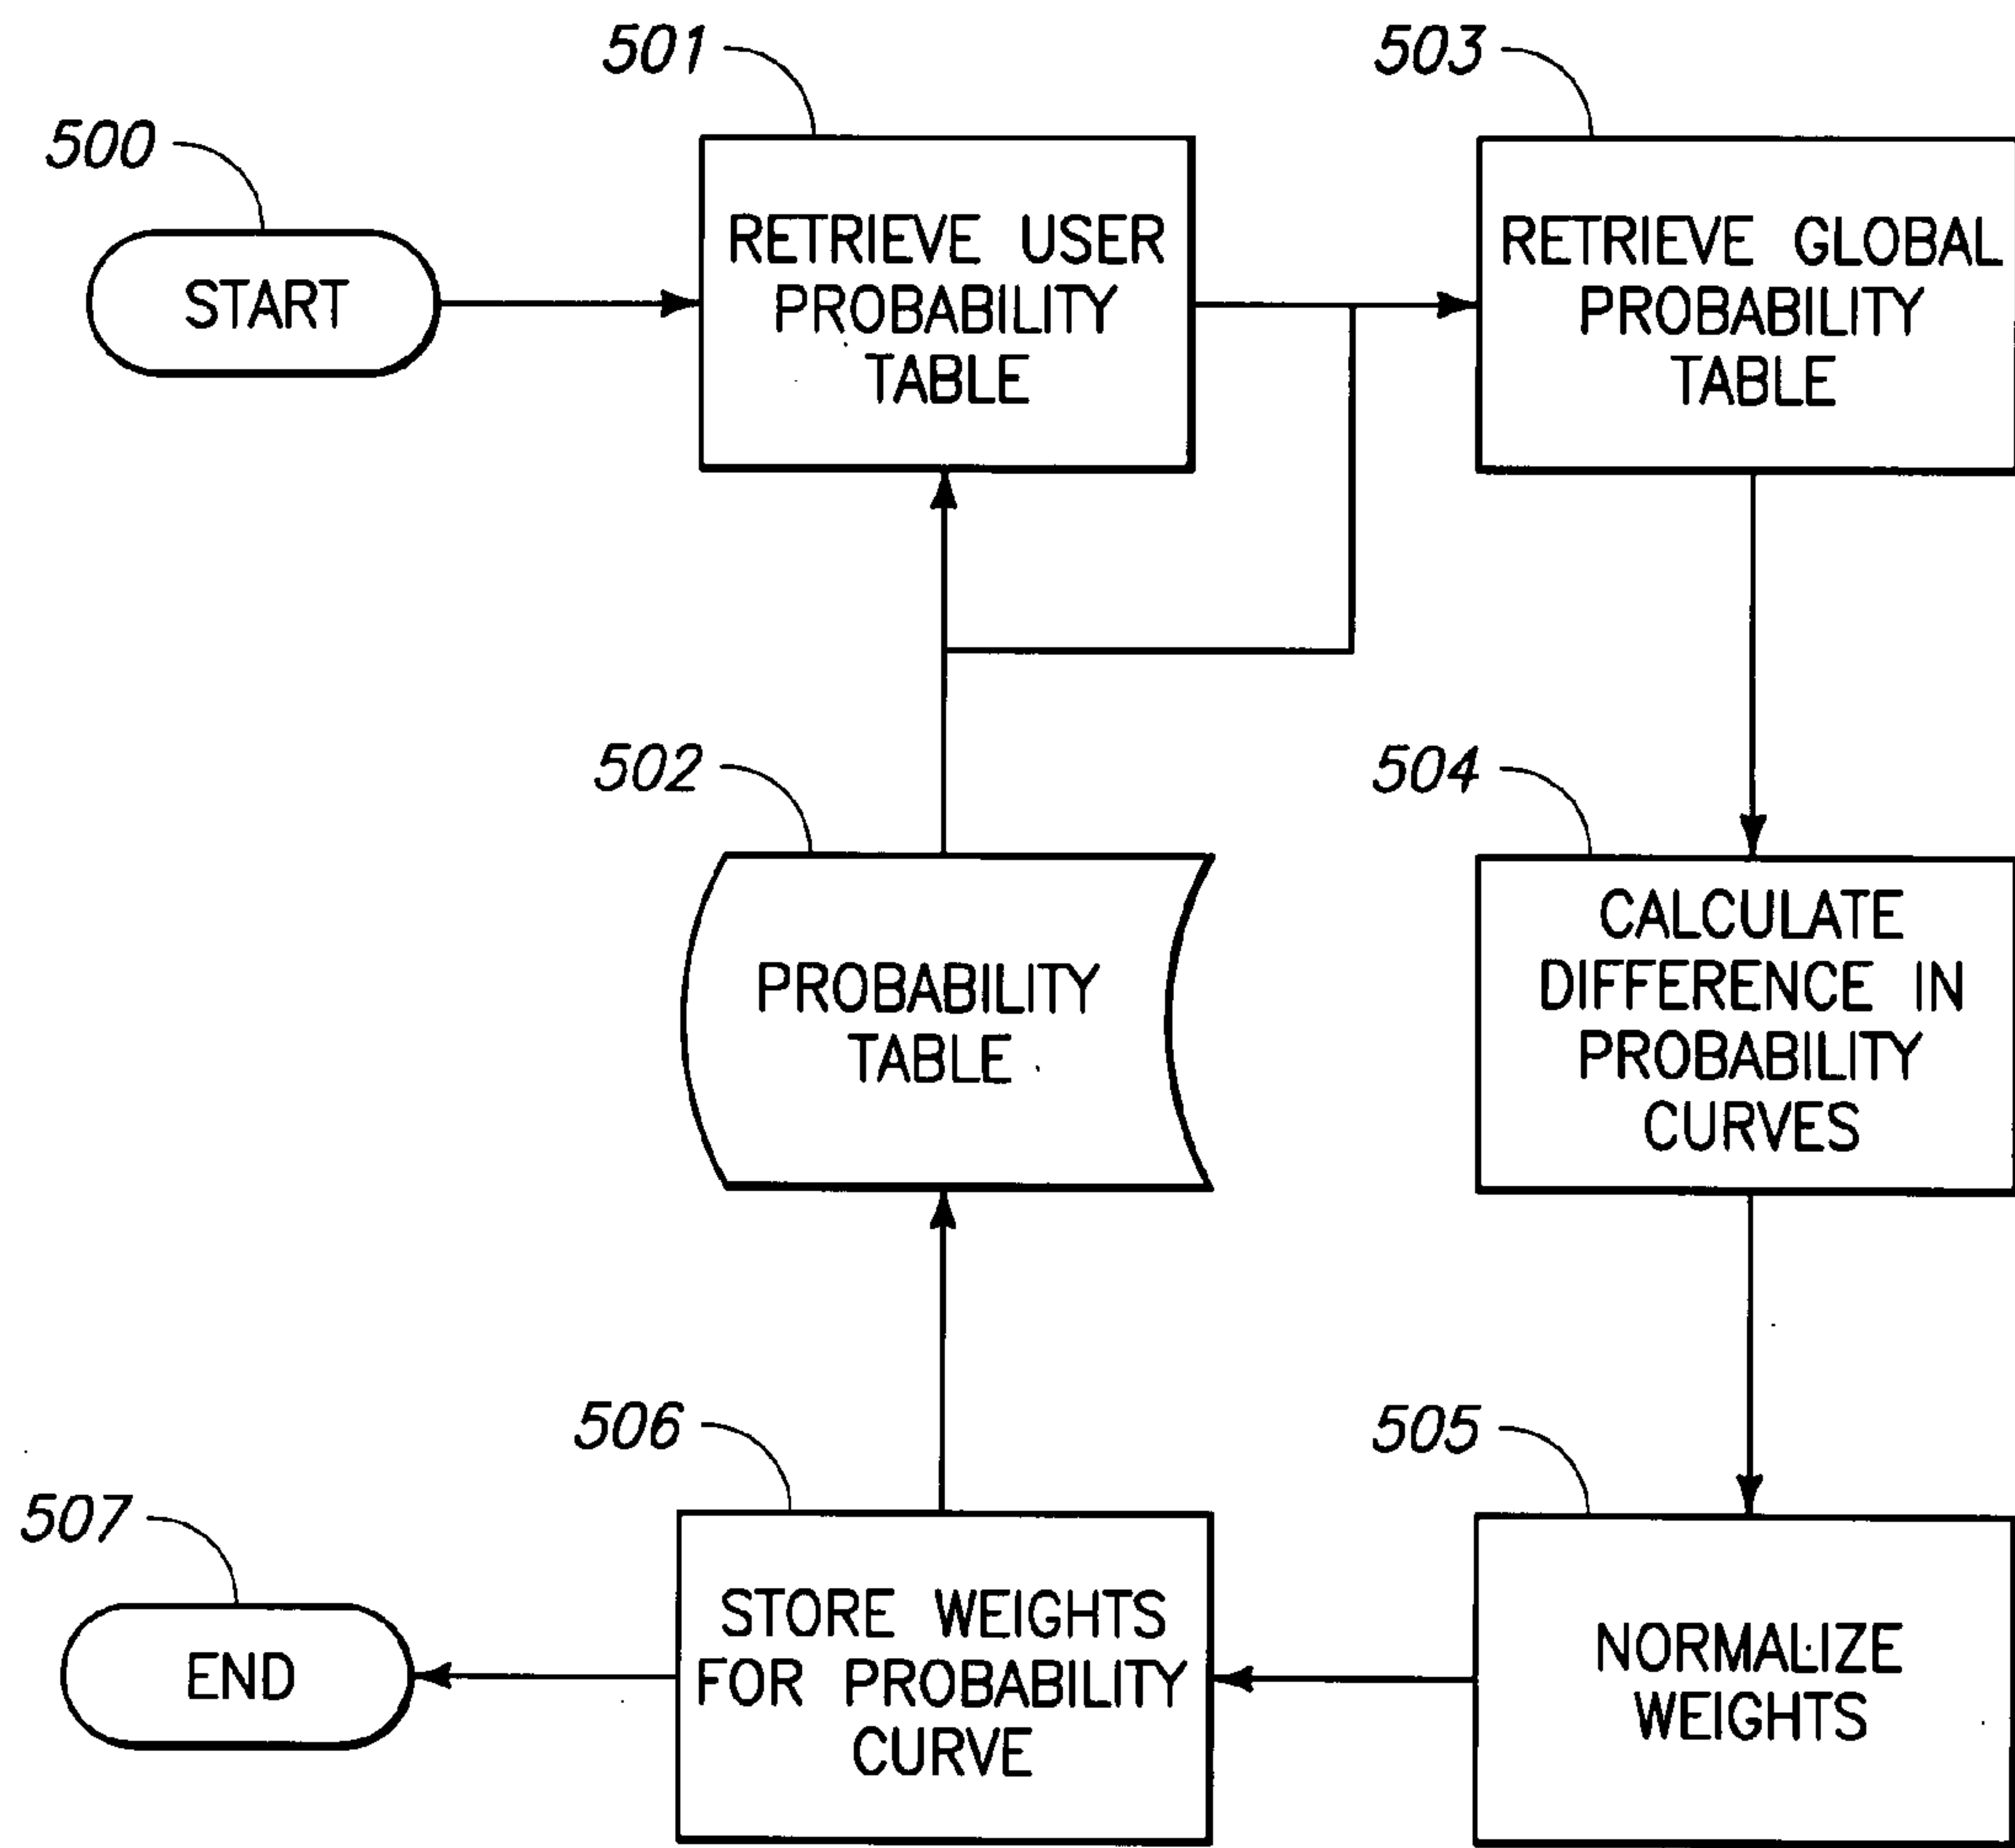 501
503
500
START
RETRIEVE USER
PROBABILITY
TABLE
RETRIEVE GLOBAL
PROBABILITY
TABLE
502
504
PROBABILITY
TABLE
CALCULATE
DIFFERENCE IN
PROBABILITY
CURVES
506
505
507
END
STORE WEIGHTS
FOR PROBABILITY
CURVE
NORMALIZE
WEIGHTS